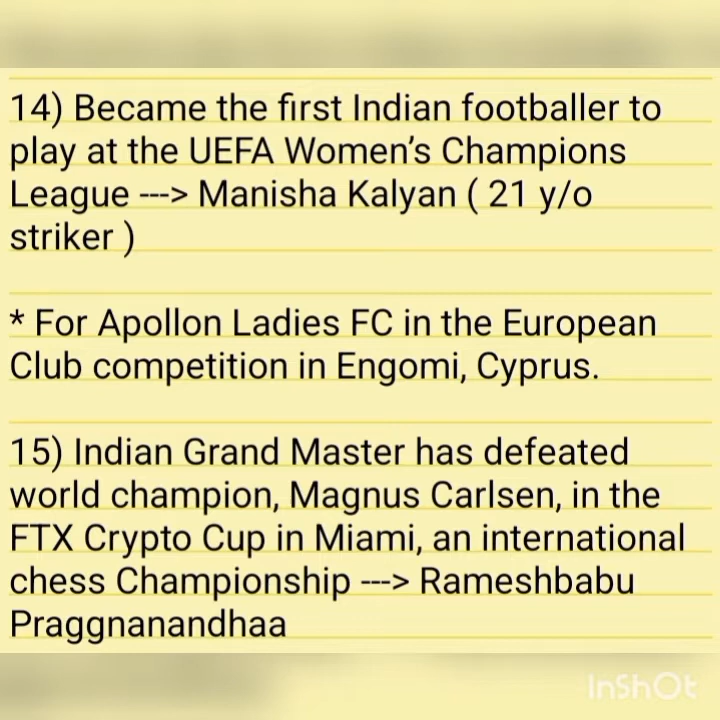 14) Became the first Indian footballer to
play at the UEFA Women’s Champions
League ---> Manisha Kalyan ( 21 y/o
striker )
* For Apollon Ladies FC in the European
Club competition in Engomi, Cyprus.
15) Indian Grand Master has defeated
world champion, Magnus Carlsen, in the
FTX Crypto Cup in Miami, an international
chess Championship ---> Rameshbabu
Praggnanandhaa
InShOt